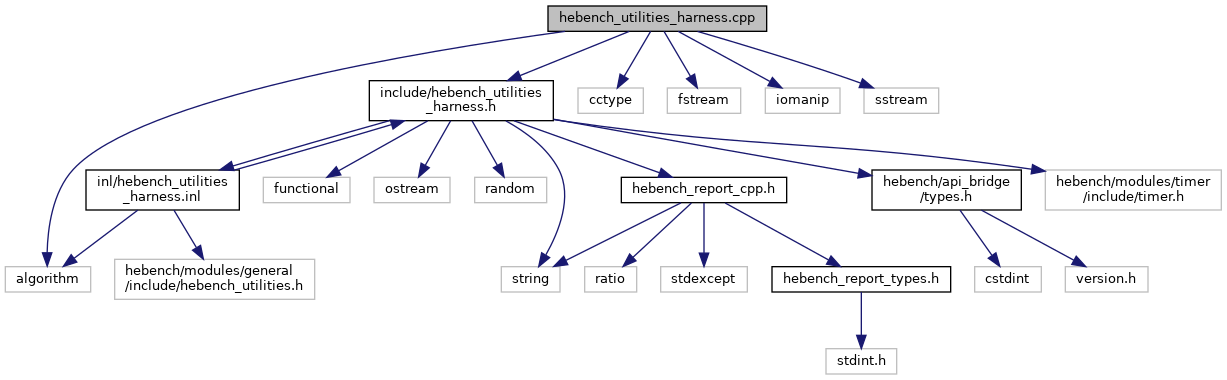 hebench_utilities_harness.cpp
include/hebench_utilities
_harness.h
cctype
fstream
iomanip
sstream
inl/hebench_utilities
_harness.inl
functional
ostream
random
hebench_report_cpp.h
hebench/api_bridge
/types.h
hebench/modules/timer
/include/timer.h
algorithm
hebench/modules/general
/include/hebench_utilities.h
string
ratio
stdexcept
hebench_report_types.h
cstdint
version.h
stdint.h